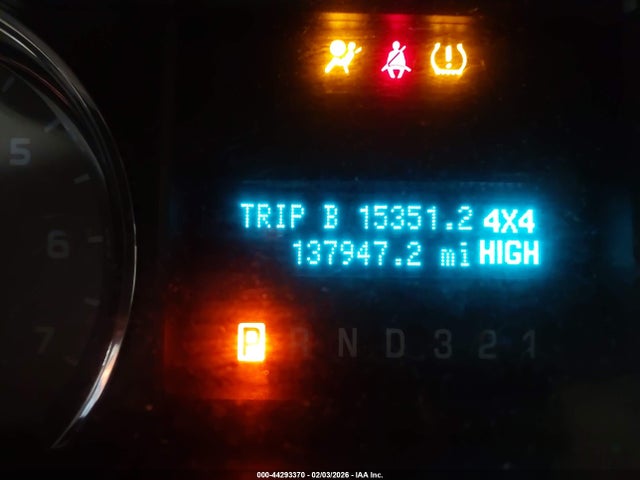 5
TRIP B 15351.2 4X4
6
137947.2 mi HIGH
7
P R N D 3 2 1
000-44293370 - 02/03/2026 - IAA Inc.